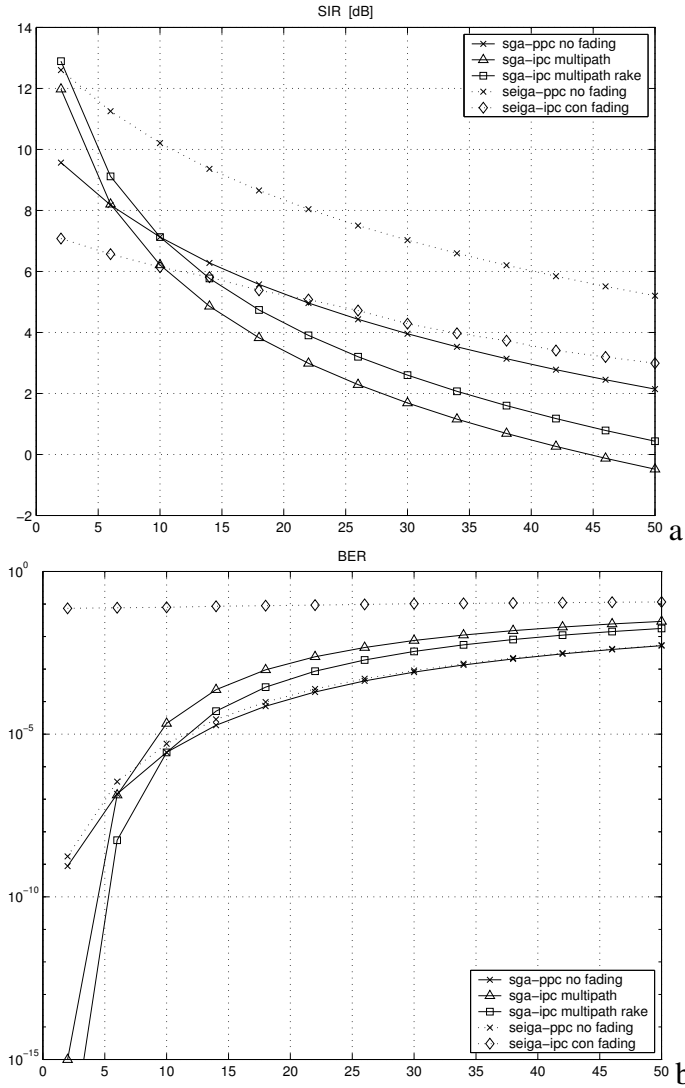 SIR [dB]
14
12
10
8
6
4
2
0
−2
0 5 10 15 20 25 30 35 40 45 50
sga−ppc no fading
sga−ipc multipath
sga−ipc multipath rake
seiga−ppc no fading
seiga−ipc con fading
a
BER
10^0
10^−5
10^−10
10^−15
0 5 10 15 20 25 30 35 40 45 50
sga−ppc no fading
sga−ipc multipath
sga−ipc multipath rake
seiga−ppc no fading
seiga−ipc con fading
b